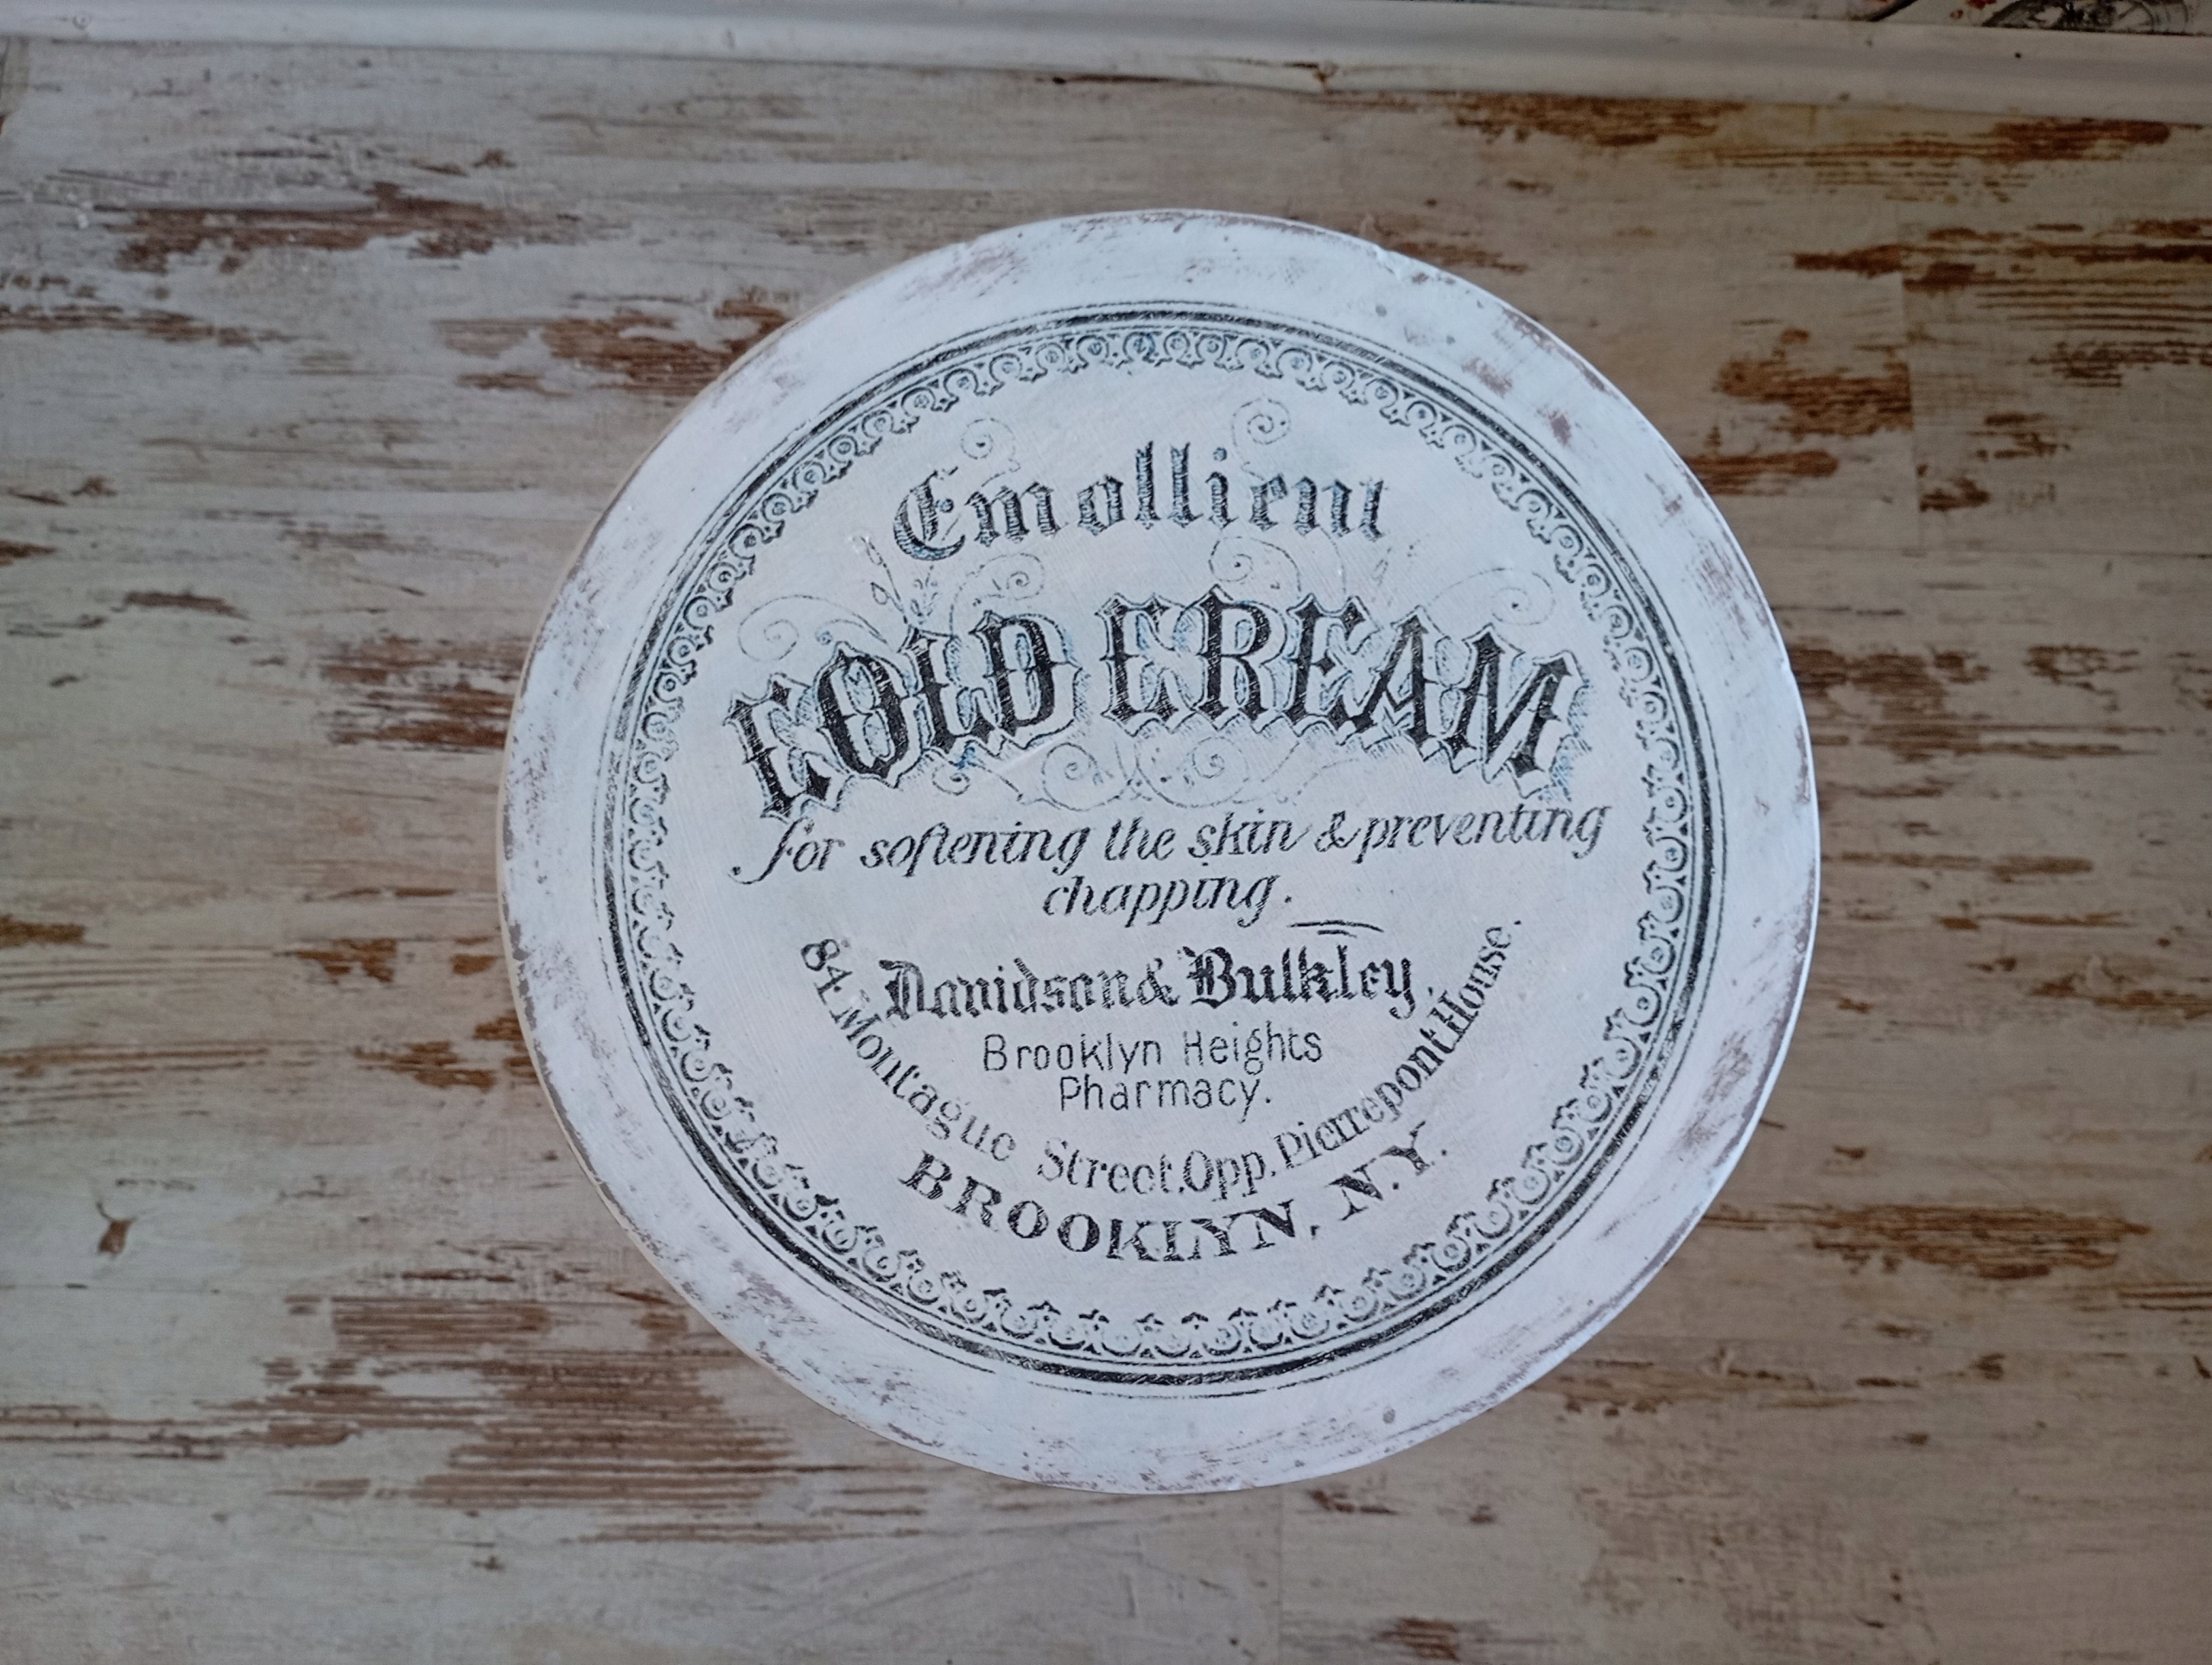 Emollient
COLD CREAM
for softening the skin & preventing
chapping.
Davidson & Bulkley.
Brooklyn Heights
Pharmacy.
84. Montague Street. Opp. Pierrepont House.
BROOKLYN, N.Y.